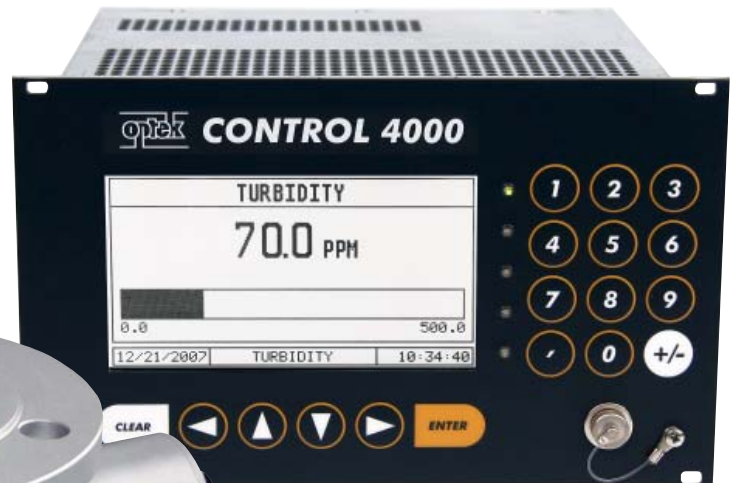 optek CONTROL 4000
TURBIDITY
70.0 PPM
0.0 500.0
12/21/2007 TURBIDITY 10:34:40
1 2 3
4 5 6
7 8 9
, 0 +/-
CLEAR ENTER